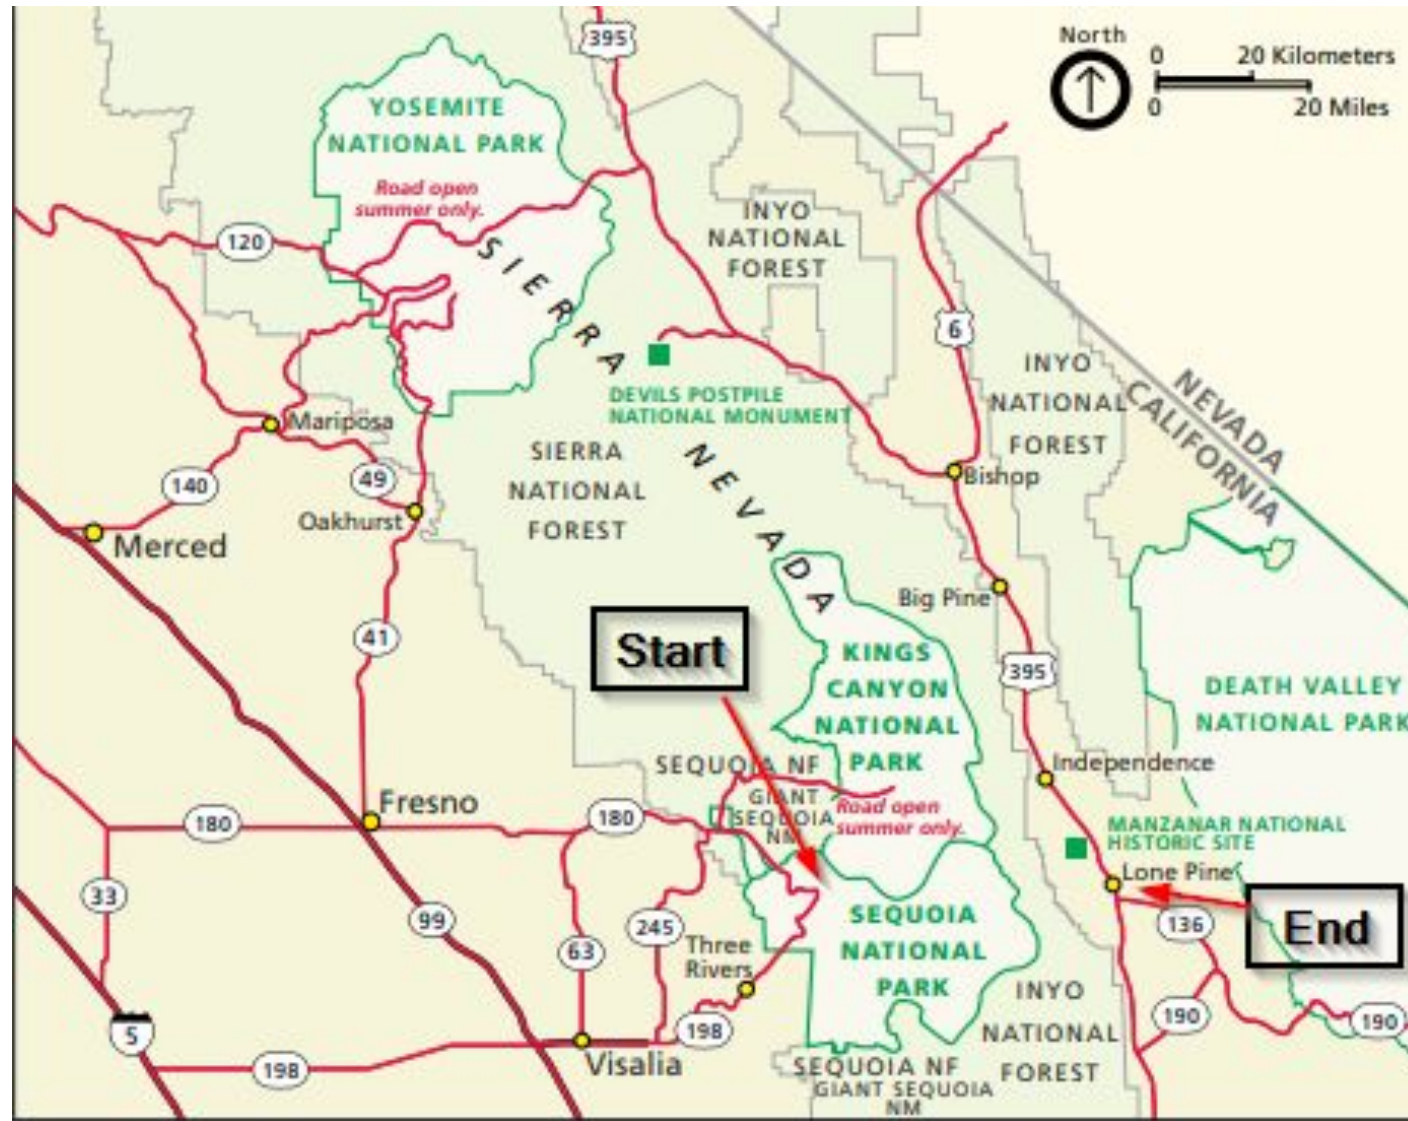 395
North
0 20 Kilometers
0 20 Miles
YOSEMITE
NATIONAL PARK
Road open
summer only.
120
INYO
NATIONAL
FOREST
SIERRA
6
INYO
NATIONAL
FOREST
NEVADA
CALIFORNIA
DEVILS POSTPILE
NATIONAL MONUMENT
Mariposa
140
49
SIERRA
NATIONAL
FOREST
NEVADA
Bishop
Oakhurst
Merced
Big Pine
41
Start
KINGS
CANYON
NATIONAL
PARK
395
DEATH VALLEY
NATIONAL PARK
SEQUOIA NF
GIANT
SEQUOIA
NM
Road open
summer only.
Independence
Fresno
180
180
MANZANAR NATIONAL
HISTORIC SITE
Lone Pine
33
99
63
245
Three
Rivers
SEQUOIA
NATIONAL
PARK
136
End
5
198
Visalia
198
INYO
NATIONAL
FOREST
190
190
SEQUOIA NF
GIANT SEQUOIA
NM